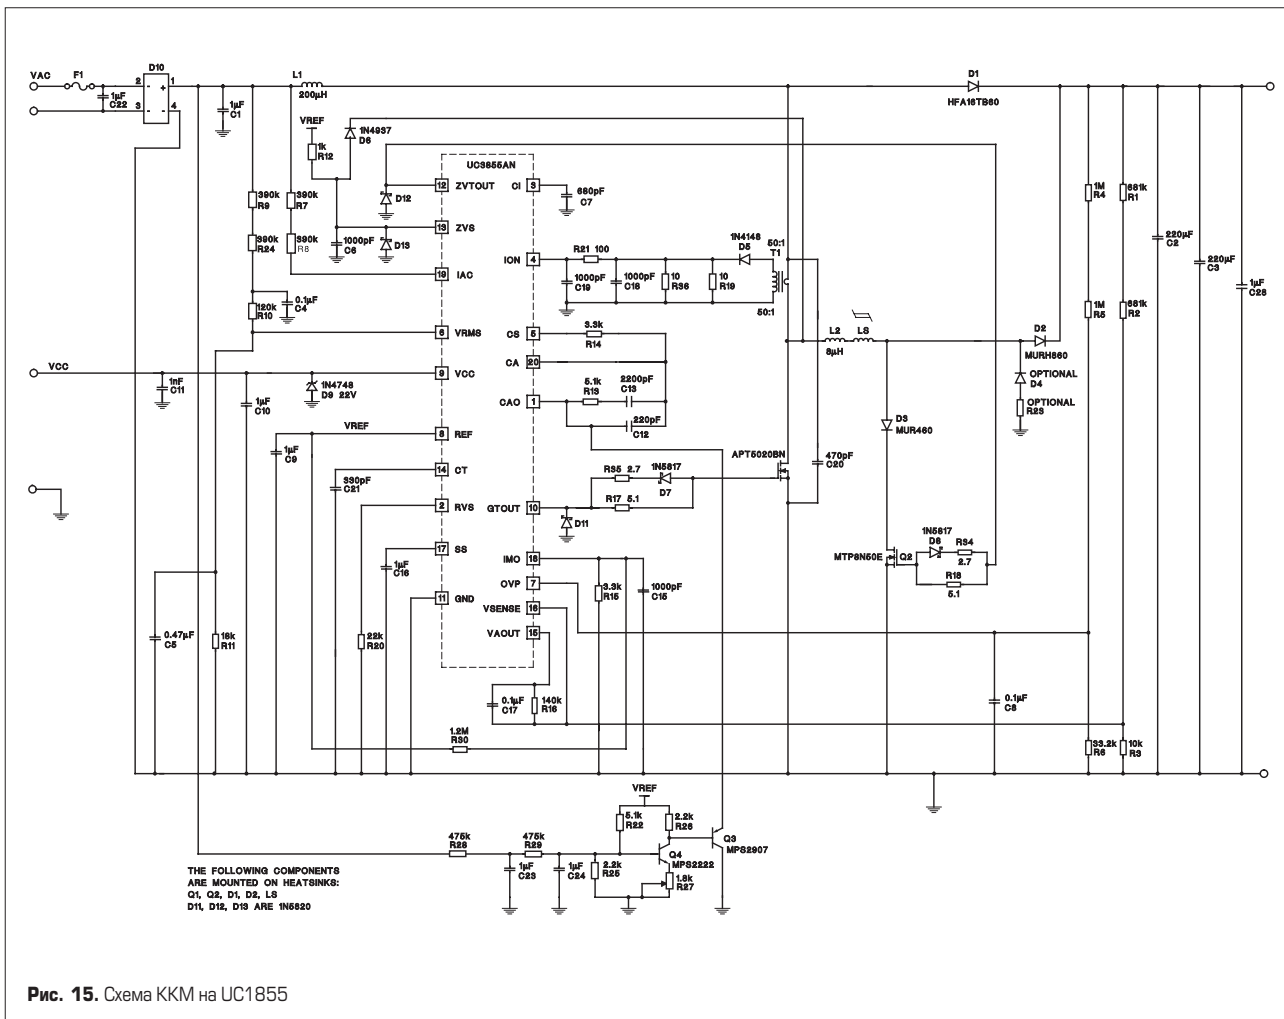 VAC
F1
D10
2
1
3
4
-
+
-
-
1µF
C22
1µF
C1
L1
200µH
D1
HFA16TB60
VREF
1k
R12
1N4937
D6
UC3855AN
12
ZVTOUT
CI
3
680pF
C7
D12
390k
R9
390k
R7
390k
R24
390k
R8
13
ZVS
1000pF
C6
D13
19
IAC
ION
4
R21 100
1N4148
D5
50:1
T1
50:1
1000pF
C19
1000pF
C18
10
R36
10
R19
0.1µF
C4
120k
R10
6
VRMS
CS
5
3.3k
R14
CA
20
VCC
9
VCC
CAO
1
5.1k
R13
2200pF
C13
220pF
C12
1nF
C11
1µF
C10
1N4748
D9 22V
VREF
8
REF
1µF
C9
14
CT
330pF
C21
2
RVS
GTOUT
10
R35 2.7
1N5817
D7
R17 5.1
D11
APT5020BN
470pF
C20
L2
8µH
LS
D2
MURH860
OPTIONAL
D4
OPTIONAL
R23
D3
MUR460
1M
R4
681k
R1
1M
R5
681k
R2
220µF
C2
220µF
C3
1µF
C26
17
SS
1µF
C16
IMO
18
OVP
7
11
GND
VSENSE
16
VAOUT
15
3.3k
R15
1000pF
C15
MTP8N50E
Q2
1N5817
D8
R34
2.7
R18
5.1
0.47µF
C5
18k
R11
22k
R20
0.1µF
C17
140k
R16
0.1µF
C8
1.2M
R30
33.2k
R6
10k
R3
VREF
5.1k
R22
2.2k
R26
Q3
MPS2907
475k
R28
475k
R29
1µF
C23
1µF
C24
2.2k
R25
Q4
MPS2222
1.8k
R27
THE FOLLOWING COMPONENTS
ARE MOUNTED ON HEATSINKS:
Q1, Q2, D1, D2, LS
D11, D12, D13 ARE 1N5820
Рис. 15. Схема ККМ на UC1855